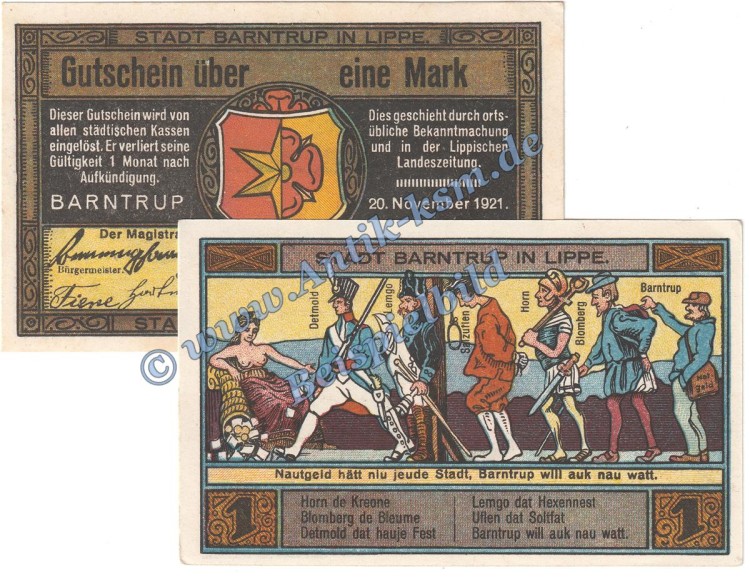 STADT BARNTRUP IN LIPPE.
Gutschein über eine Mark
Dieser Gutschein wird von
allen städtischen Kassen
eingelöst. Er verliert seine
Gültigkeit 1 Monat nach
Aufkündigung.
BARNTRUP
Dies geschieht durch orts-
übliche Bekanntmachung
und in der Lippischen
Landeszeitung.
20. November 1921.
Der Magistra
Bürgermeister.
STA
STADT BARNTRUP IN LIPPE.
Detmold
Lemgo
Salzuflen
Horn
Blomberg
Barntrup
Not
geld
Nautgeld hätt niu jeude Stadt, Barntrup will auk nau watt.
1
Horn de Kreone
Blomberg de Bleume
Detmold dat hauje Fest
Lemgo dat Hexennest
Uflen dat Soltfat
Barntrup will auk nau watt.
1
© www.Antik-ksm.de
Beispielbild